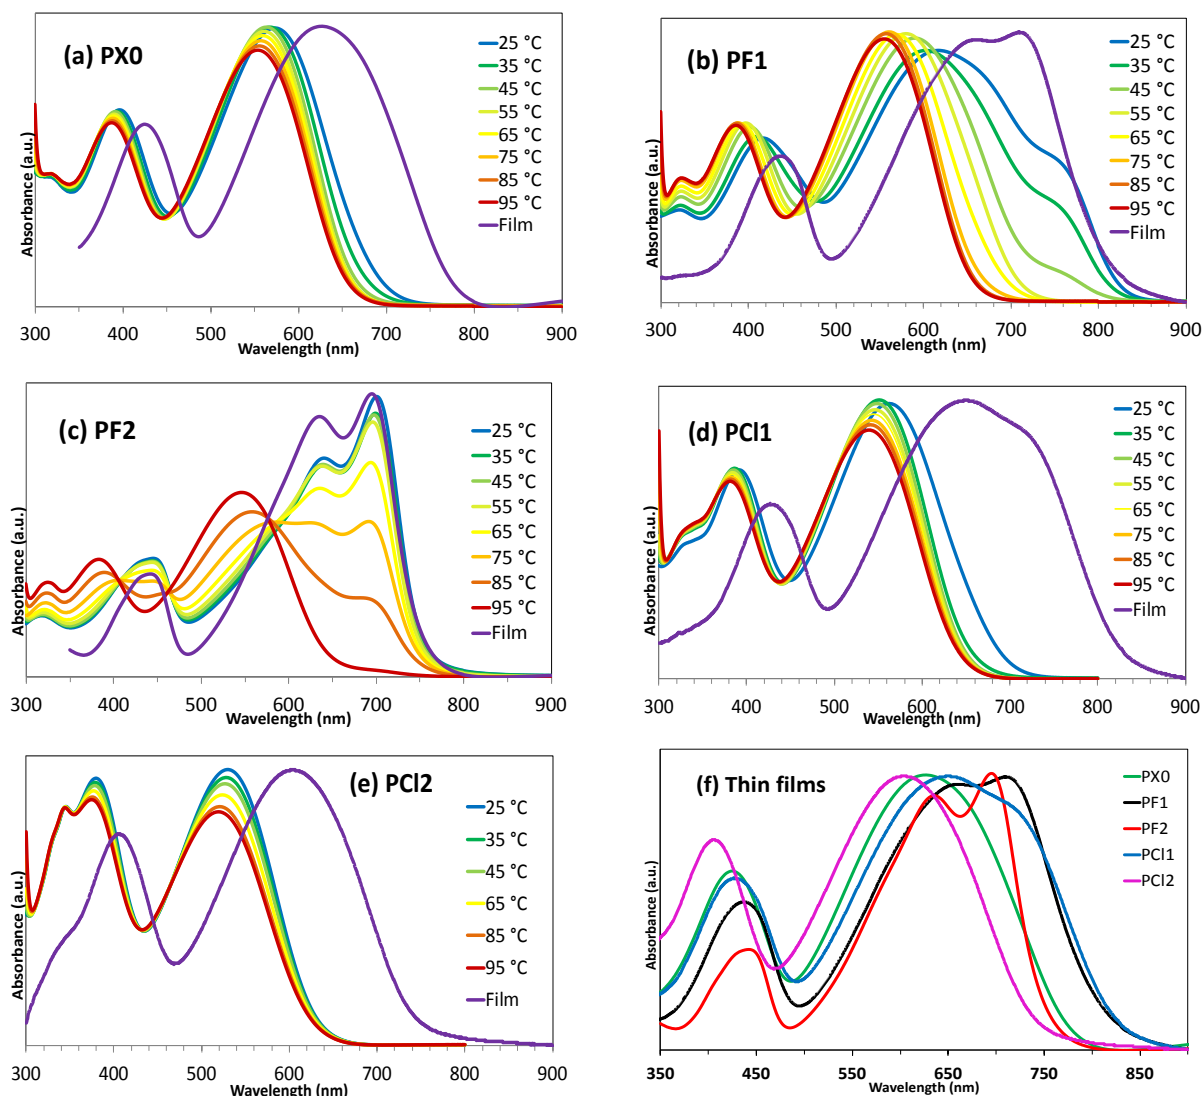 (a) PX0
25 °C
35 °C
45 °C
55 °C
65 °C
75 °C
85 °C
95 °C
Film
Absorbance (a.u.)
300 400 500 600 700 800 900
Wavelength (nm)
(b) PF1
25 °C
35 °C
45 °C
55 °C
65 °C
75 °C
85 °C
95 °C
Film
Absorbance (a.u.)
300 400 500 600 700 800 900
Wavelength (nm)
(c) PF2
25 °C
35 °C
45 °C
55 °C
65 °C
75 °C
85 °C
95 °C
Film
Absorbance (a.u.)
300 400 500 600 700 800 900
Wavelength (nm)
(d) PCl1
25 °C
35 °C
45 °C
55 °C
65 °C
75 °C
85 °C
95 °C
Film
Absorbance (a.u.)
300 400 500 600 700 800 900
Wavelength (nm)
(e) PCl2
25 °C
35 °C
45 °C
65 °C
85 °C
95 °C
Film
Absorbance (a.u.)
300 400 500 600 700 800 900
Wavelength (nm)
(f) Thin films
PX0
PF1
PF2
PCl1
PCl2
Absorbance (a.u.)
350 450 550 650 750 850
Wavelength (nm)